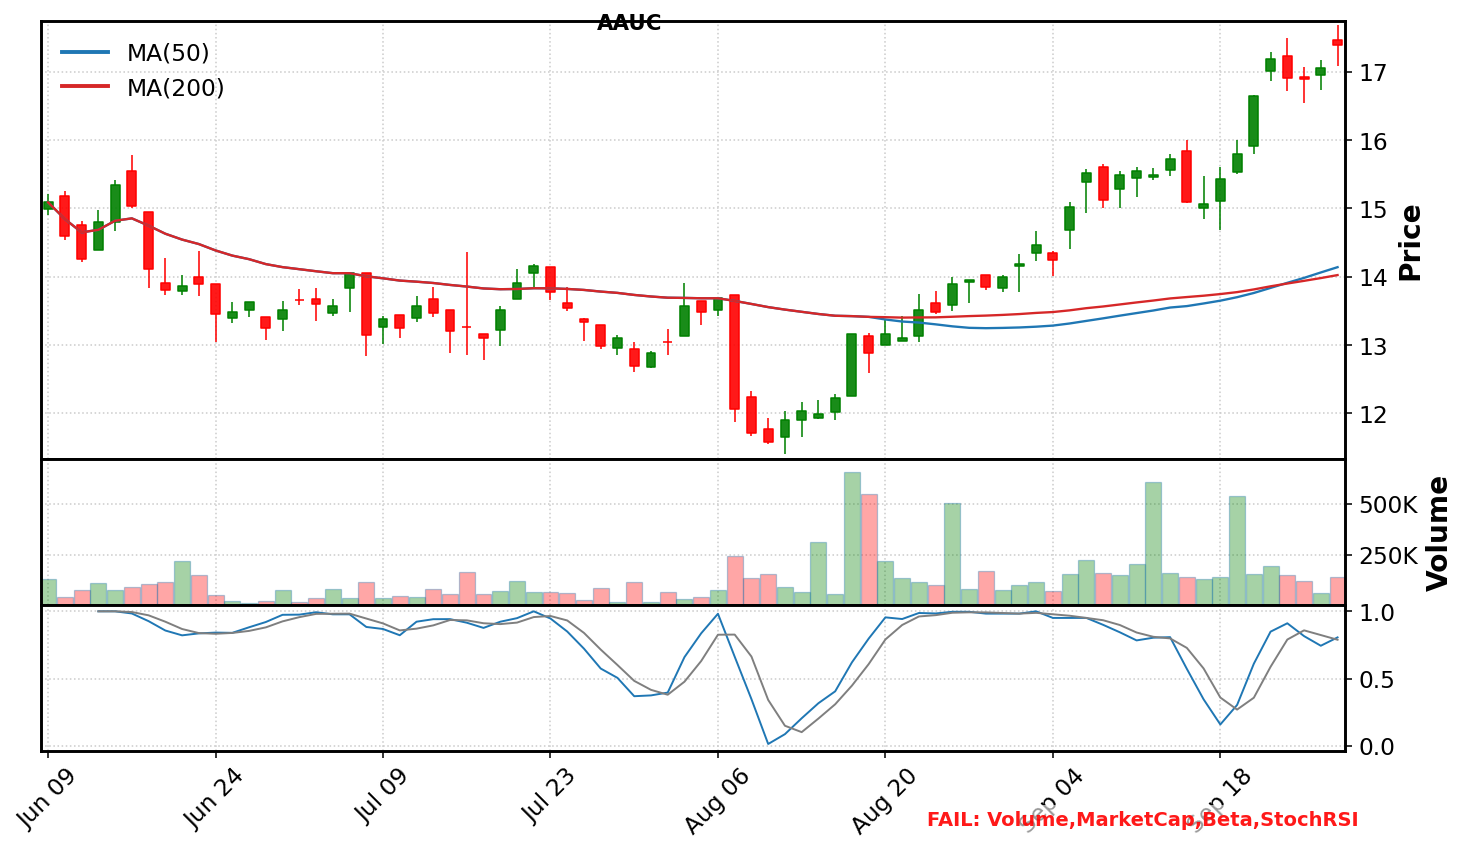 AAUC
MA(50)
MA(200)
17
16
15
14
13
12
Price
500K
250K
Volume
1.0
0.5
0.0
Jun 09
Jun 24
Jul 09
Jul 23
Aug 06
Aug 20
Sep 04
Sep 18
FAIL: Volume,MarketCap,Beta,StochRSI